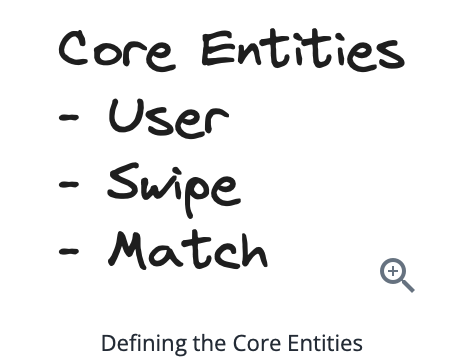 Core Entities
- User
- Swipe
- Match
Defining the Core Entities